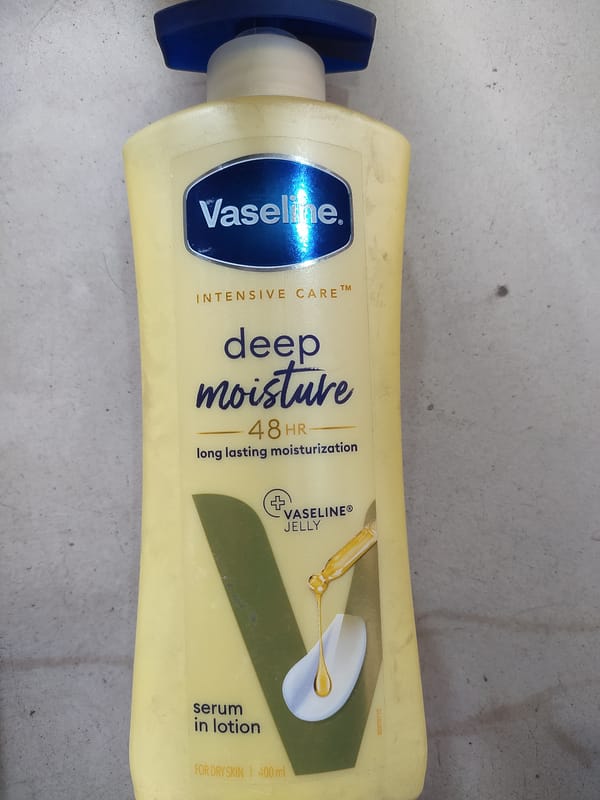 Vaseline.
INTENSIVE CARE™
deep
moisture
48 HR
long lasting moisturization
VASELINE®
JELLY
serum
in lotion
FOR DRY SKIN | 400 ml